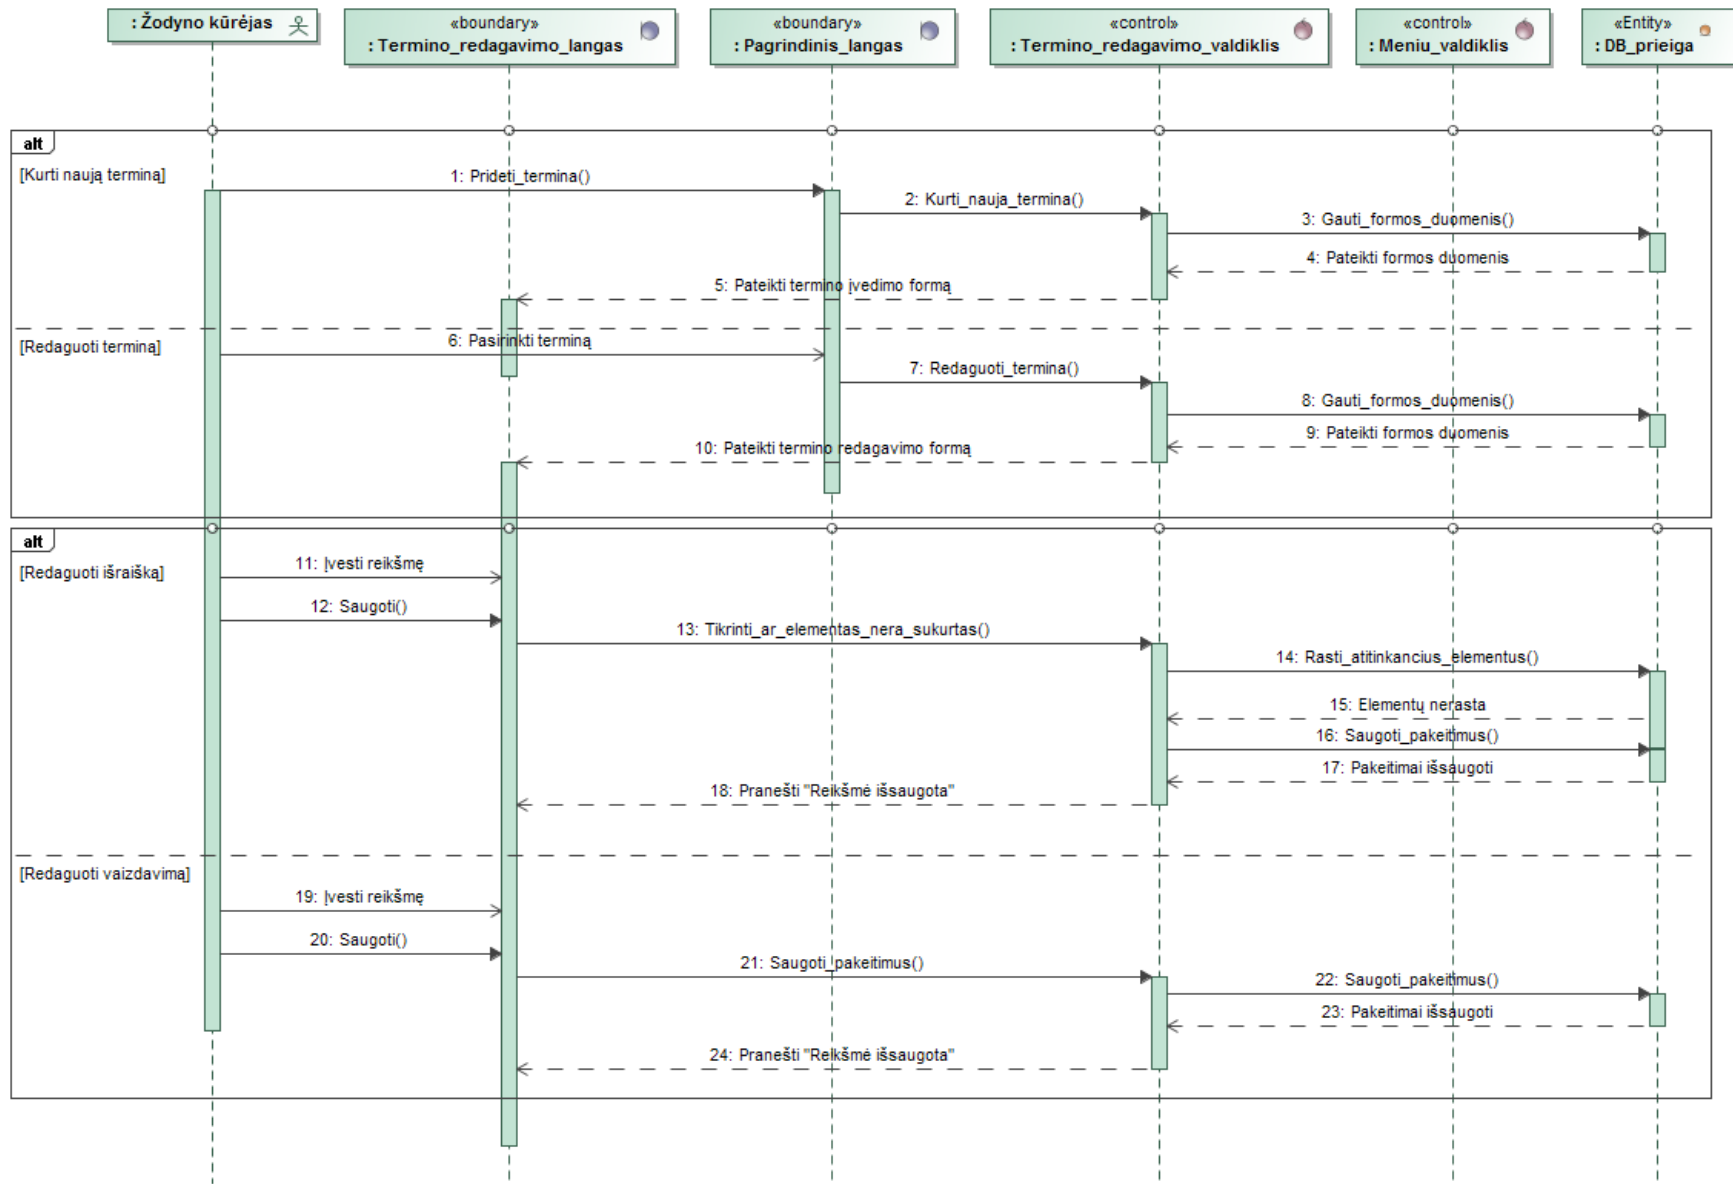 : Žodyno kūrėjas
«boundary»
: Termino_redagavimo_langas
«boundary»
: Pagrindinis_langas
«control»
: Termino_redagavimo_valdiklis
«control»
: Meniu_valdiklis
«Entity»
: DB_prieiga
alt
[Kurti naują terminą]
1: Prideti_termina()
2: Kurti_nauja_termina()
3: Gauti_formos_duomenis()
4: Pateikti formos duomenis
5: Pateikti termino įvedimo formą
[Redaguoti terminą]
6: Pasirinkti terminą
7: Redaguoti_termina()
8: Gauti_formos_duomenis()
9: Pateikti formos duomenis
10: Pateikti termino redagavimo formą
alt
[Redaguoti išraišką]
11: Įvesti reikšmę
12: Saugoti()
13: Tikrinti_ar_elementas_nera_sukurtas()
14: Rasti_atitinkancius_elementus()
15: Elementų nerasta
16: Saugoti_pakeitimus()
17: Pakeitimai išsaugoti
18: Pranešti "Reikšmė išsaugota"
[Redaguoti vaizdavimą]
19: Įvesti reikšmę
20: Saugoti()
21: Saugoti_pakeitimus()
22: Saugoti_pakeitimus()
23: Pakeitimai išsaugoti
24: Pranešti "Reikšmė išsaugota"